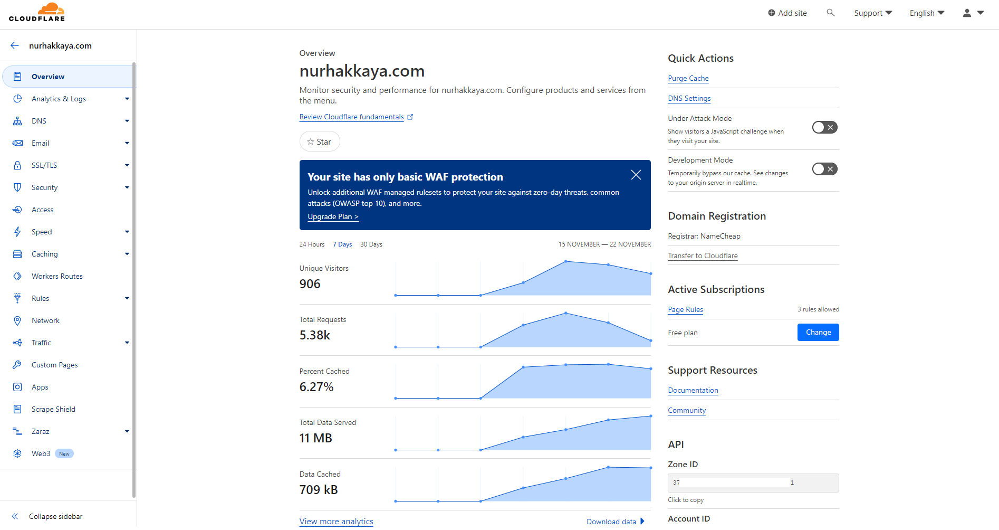 CLOUDFLARE
Add site
Support
English
nurhakkaya.com
Overview
Analytics & Logs
DNS
Email
SSL/TLS
Security
Access
Speed
Caching
Workers Routes
Rules
Network
Traffic
Custom Pages
Apps
Scrape Shield
Zaraz
Web3 New
Collapse sidebar
Overview
nurhakkaya.com
Monitor security and performance for nurhakkaya.com. Configure products and services from
the menu.
Review Cloudflare fundamentals
Star
Your site has only basic WAF protection
Unlock additional WAF managed rulesets to protect your site against zero-day threats, common
attacks (OWASP top 10), and more.
Upgrade Plan >
24 Hours 7 Days 30 Days 15 NOVEMBER — 22 NOVEMBER
Unique Visitors
906
Total Requests
5.38k
Percent Cached
6.27%
Total Data Served
11 MB
Data Cached
709 kB
View more analytics
Download data
Quick Actions
Purge Cache
DNS Settings
Under Attack Mode
Show visitors a JavaScript challenge when
they visit your site.
Development Mode
Temporarily bypass our cache. See changes
to your origin server in realtime.
Domain Registration
Registrar: NameCheap
Transfer to Cloudflare
Active Subscriptions
Page Rules 3 rules allowed
Free plan Change
Support Resources
Documentation
Community
API
Zone ID
37 1
Click to copy
Account ID